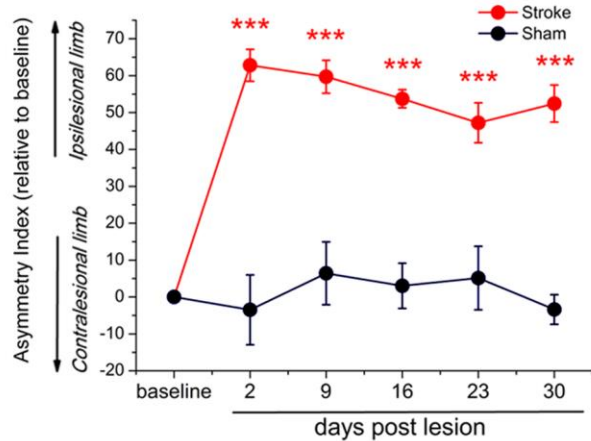 Stroke
Sham
Asymmetry Index (relative to baseline)
Ipsilesional limb
Contralesional limb
70
60
50
40
30
20
10
0
-10
-20
***
***
***
***
***
baseline 2 9 16 23 30
days post lesion